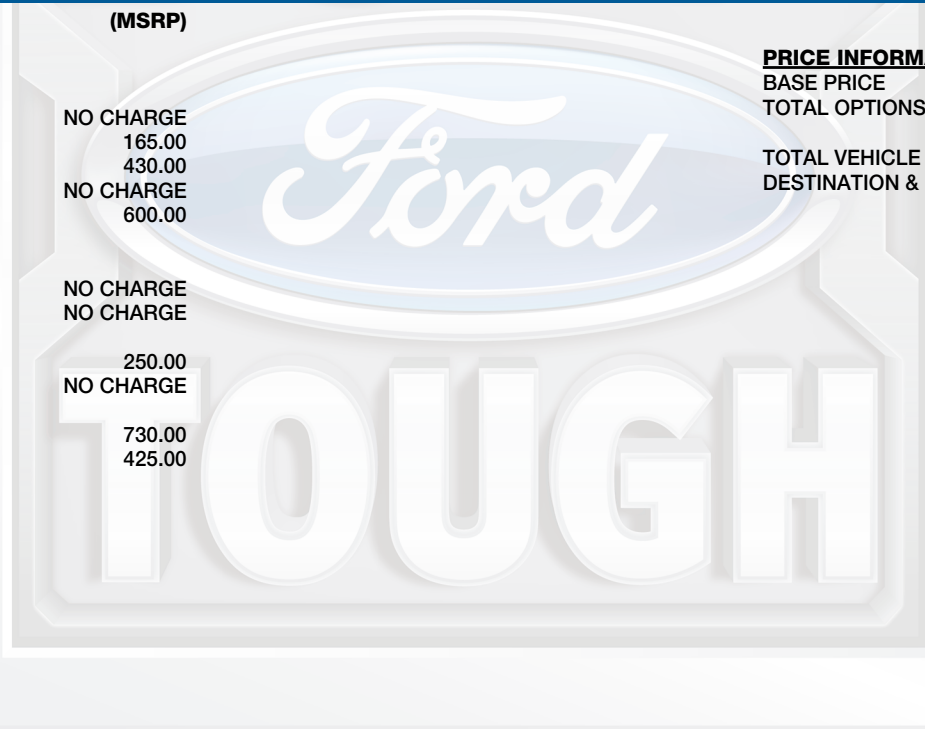 (MSRP)
NO CHARGE
165.00
430.00
NO CHARGE
600.00
NO CHARGE
NO CHARGE
250.00
NO CHARGE
730.00
425.00
PRICE INFORMA
BASE PRICE
TOTAL OPTIONS
TOTAL VEHICLE
DESTINATION &
Ford
TOUGH